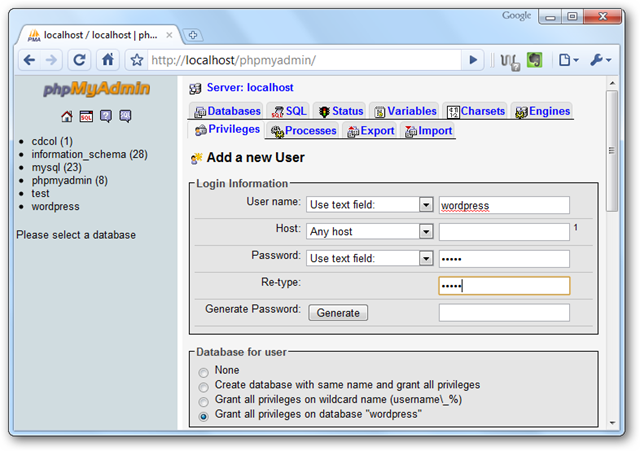 Google
localhost / localhost | php
http://localhost/phpmyadmin/
phpMyAdmin
cdcol (1)
information_schema (28)
mysql (23)
phpmyadmin (8)
test
wordpress
Please select a database
Server: localhost
Databases SQL Status Variables Charsets Engines
Privileges Processes Export Import
Add a new User
Login Information
User name: Use text field: wordpress
Host: Any host 1
Password: Use text field: •••••
Re-type: •••••
Generate Password: Generate
Database for user
None
Create database with same name and grant all privileges
Grant all privileges on wildcard name (username\_%)
Grant all privileges on database "wordpress"